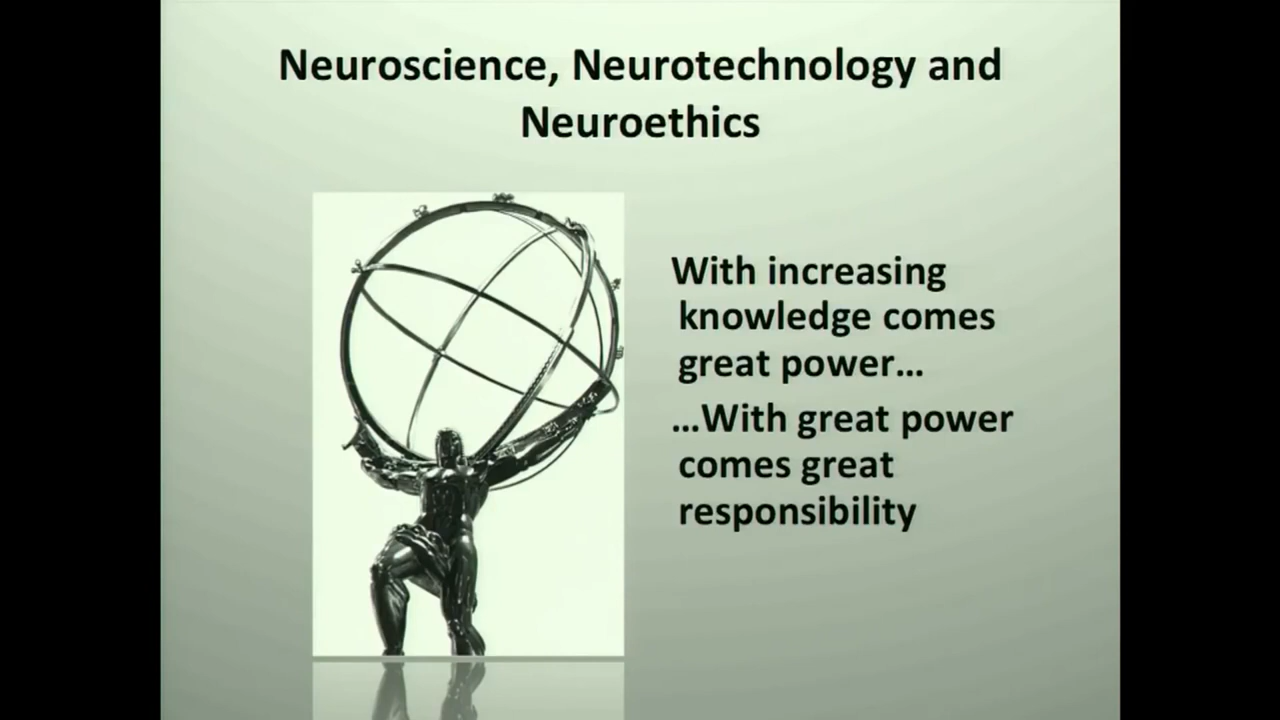 Neuroscience, Neurotechnology and
Neuroethics
With increasing
knowledge comes
great power…
…With great power
comes great
responsibility